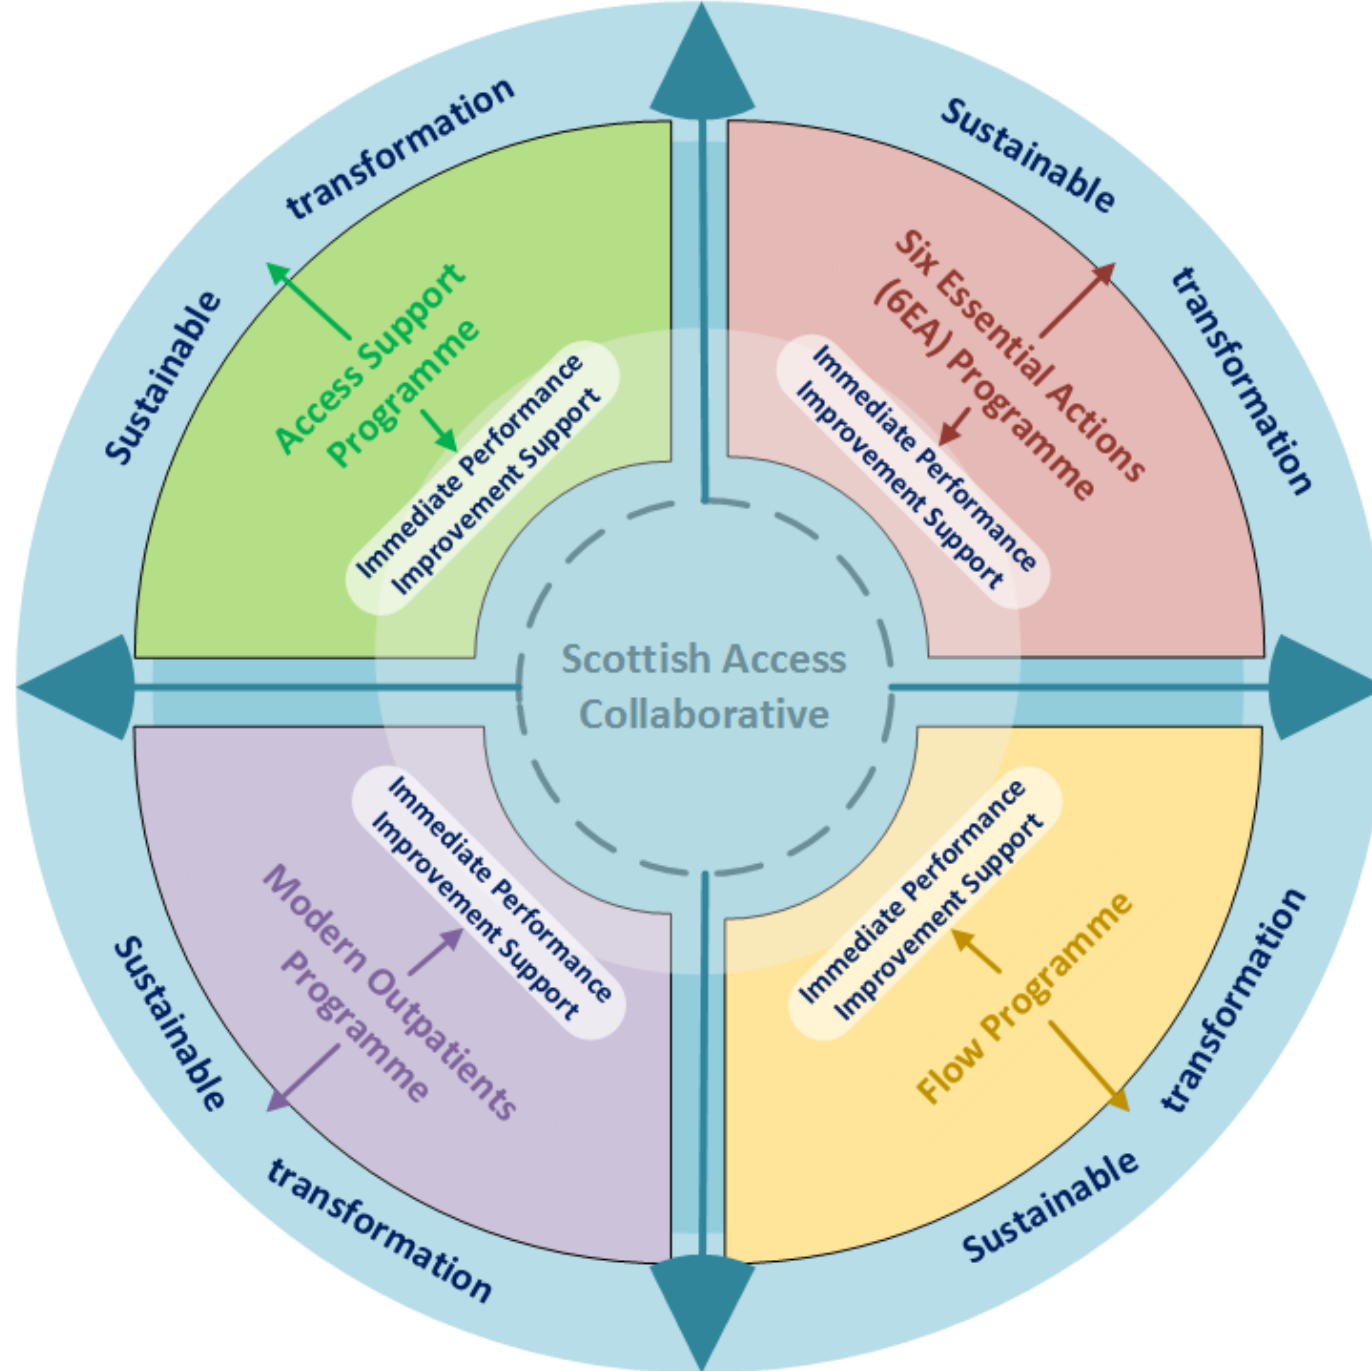 Sustainable
transformation
Access Support
Programme
Immediate Performance
Improvement Support
Sustainable
transformation
Six Essential Actions
(6EA) Programme
Immediate Performance
Improvement Support
Scottish Access
Collaborative
Immediate Performance
Improvement Support
Modern Outpatients
Programme
Sustainable
transformation
Immediate Performance
Improvement Support
Flow Programme
Sustainable
transformation